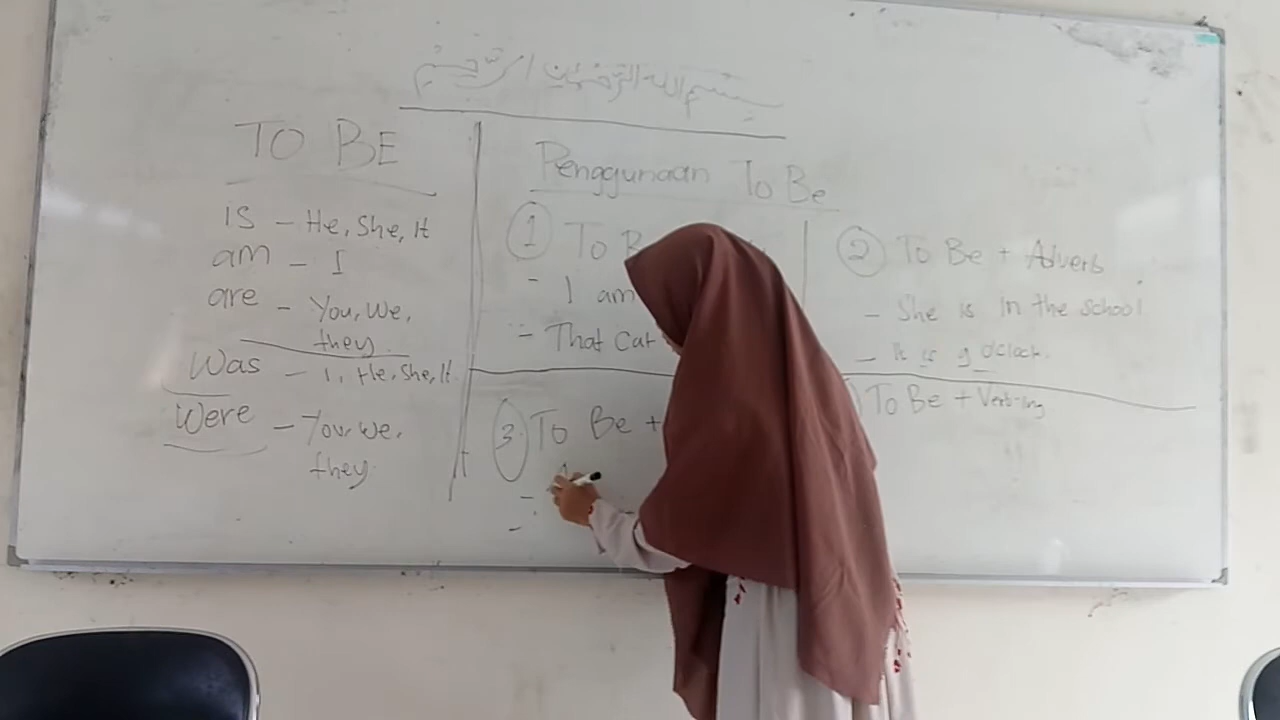 بسم الله الرحمن الرحيم
TO BE
is - He, She, It
am - I
are - You, We,
they
Was - I, He, She, It
Were - You, We,
they
Penggunaan To Be
1 To
- I am
- That Cat
2 To Be + Adverb
- She is in the school
- It is 9 O'Clock.
3. To Be +
-
-
To Be + Verb-ing